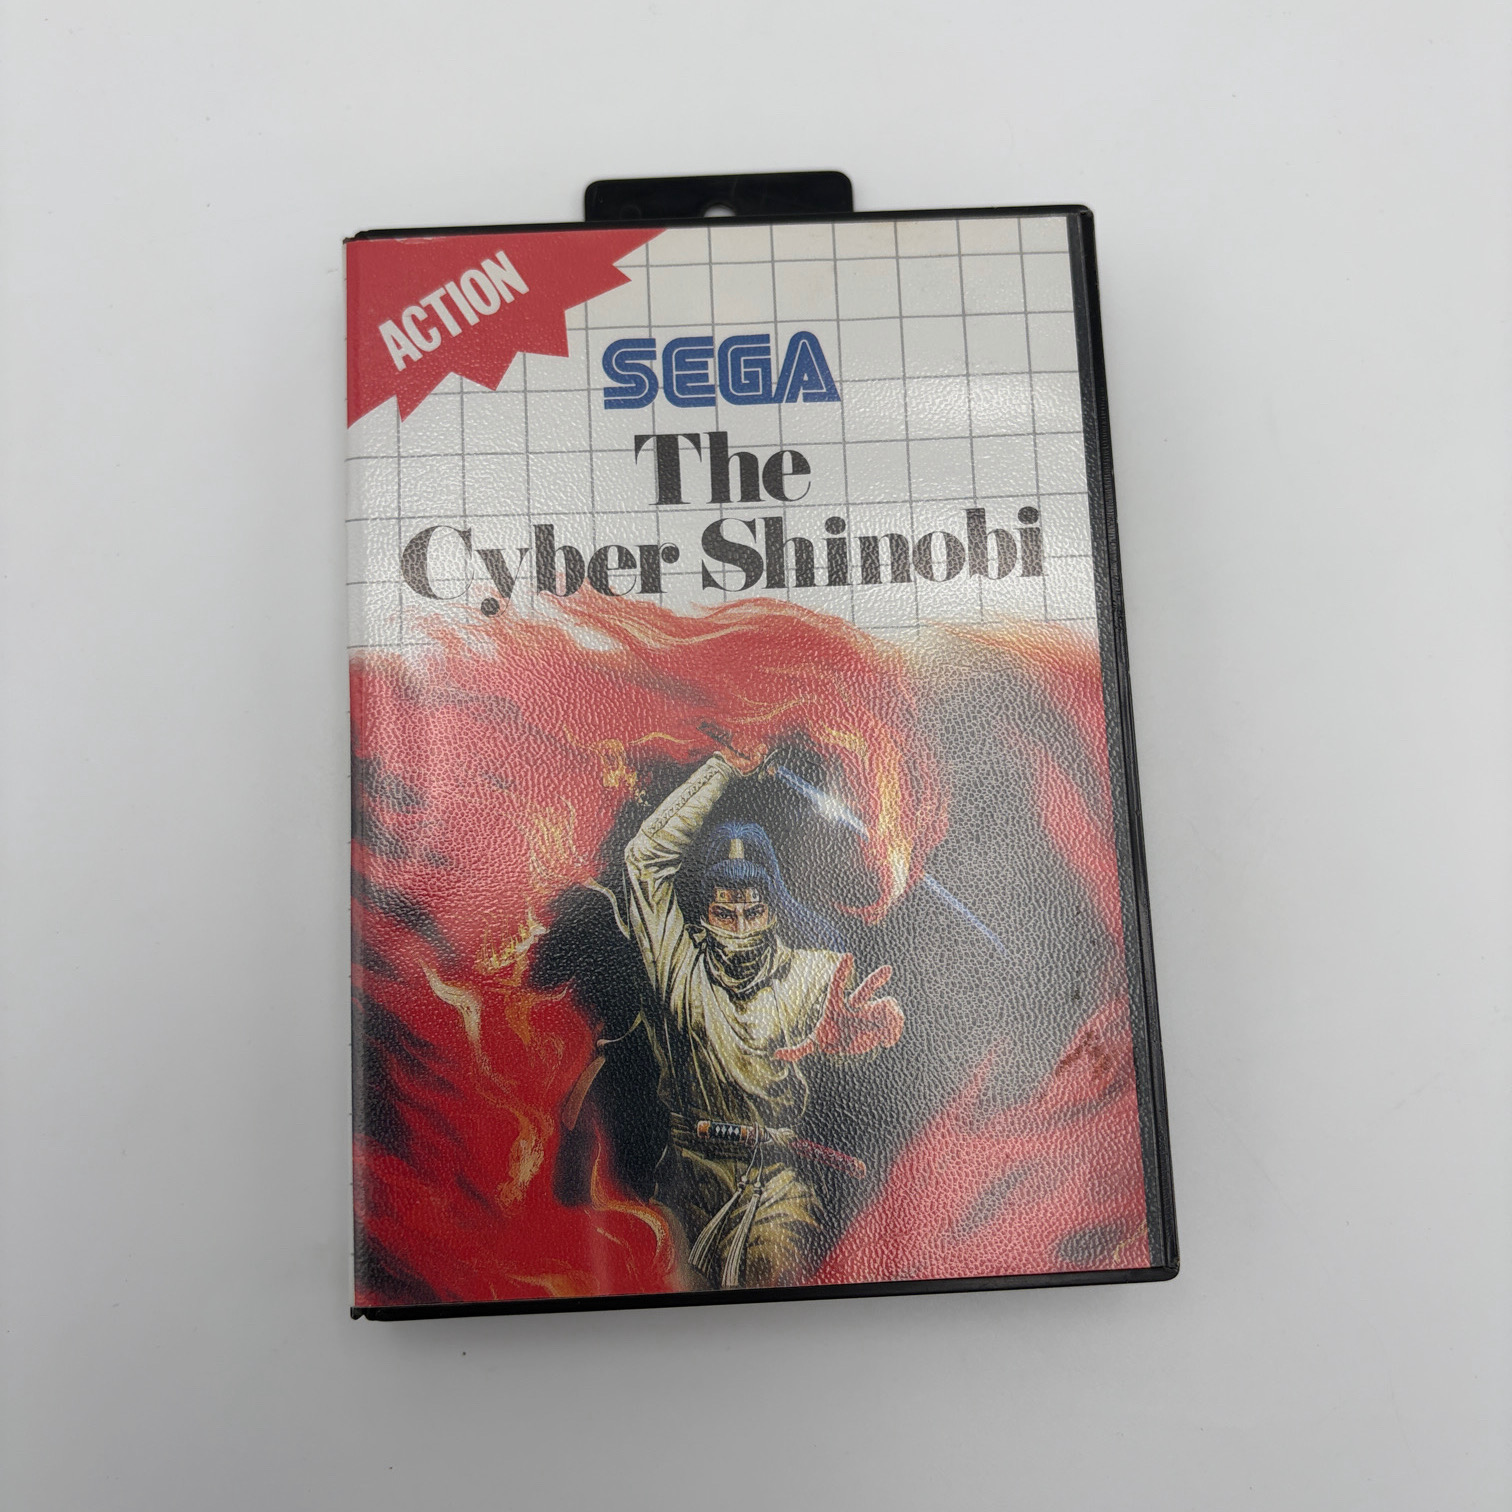 ACTION
SEGA
The
Cyber Shinobi